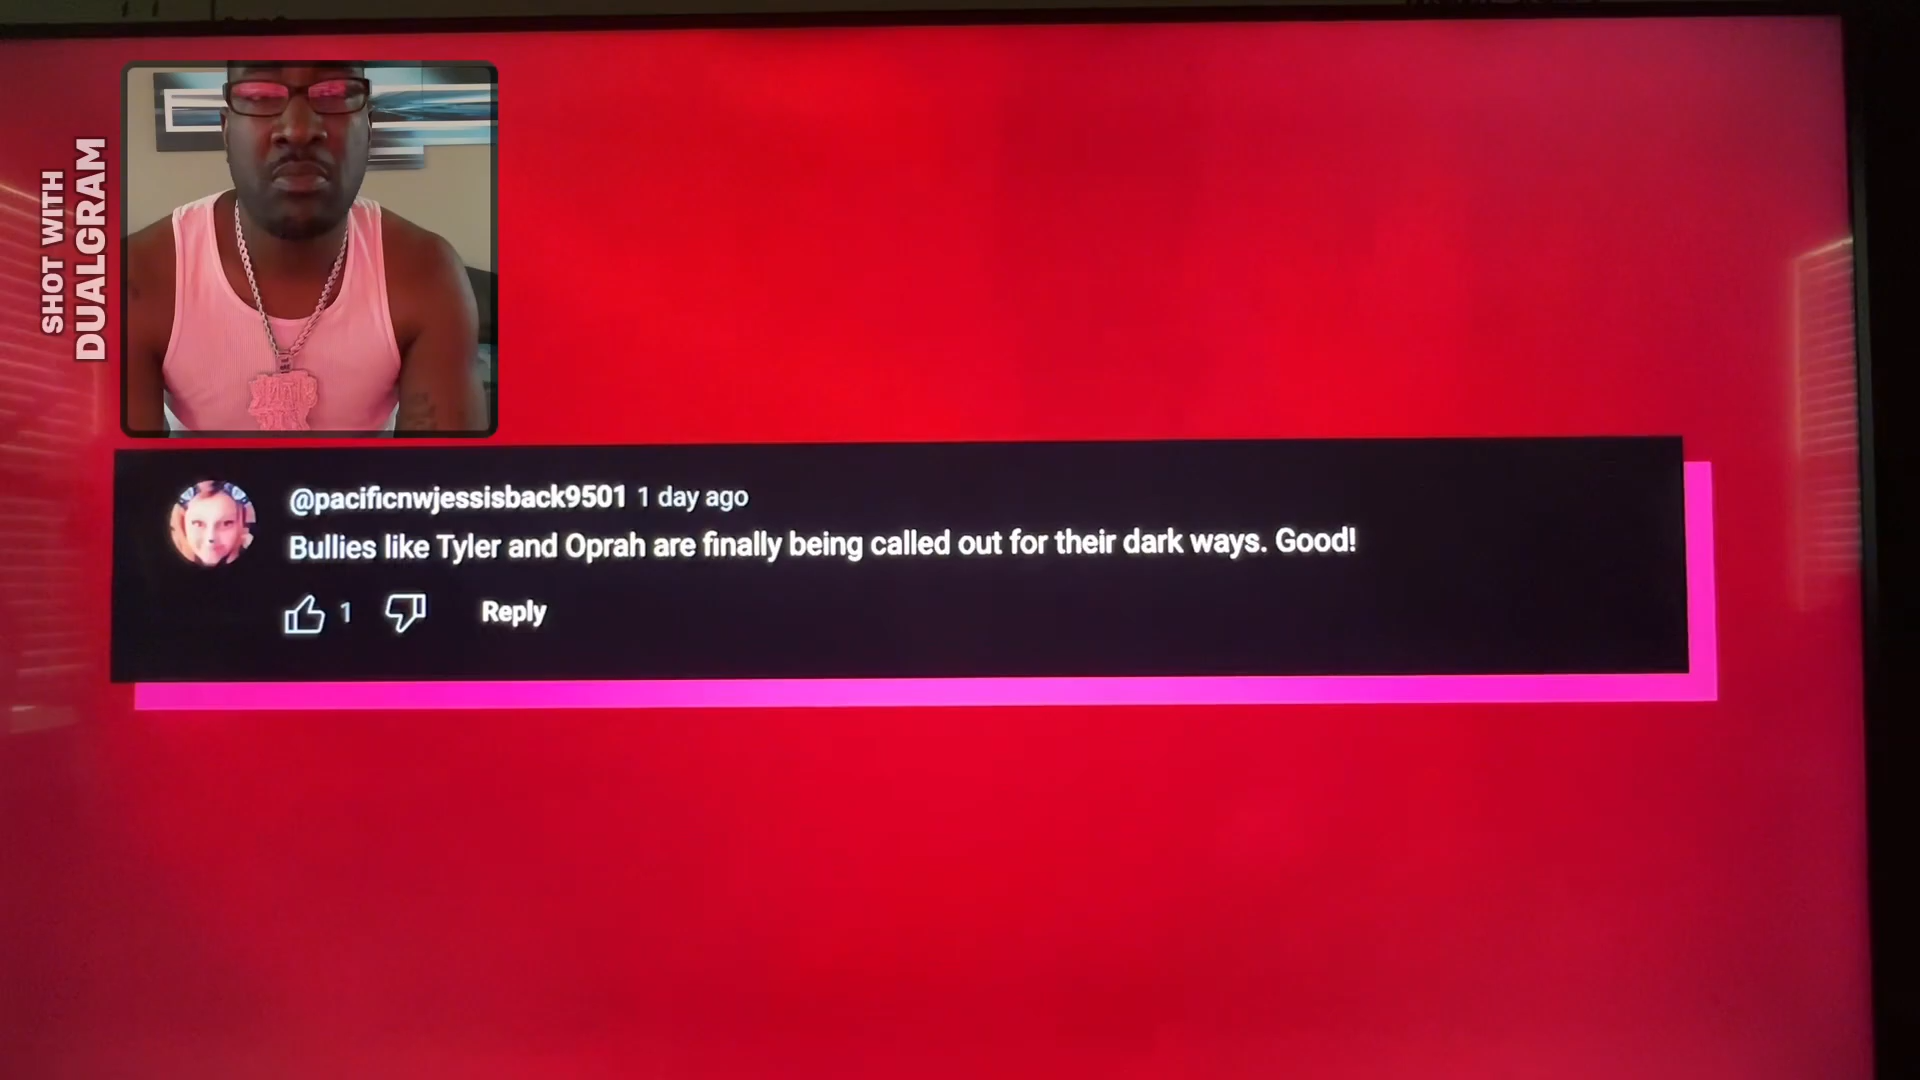 SHOT WITH
DUALGRAM
@pacificnwjessisback9501 1 day ago
Bullies like Tyler and Oprah are finally being called out for their dark ways. Good!
1 Reply